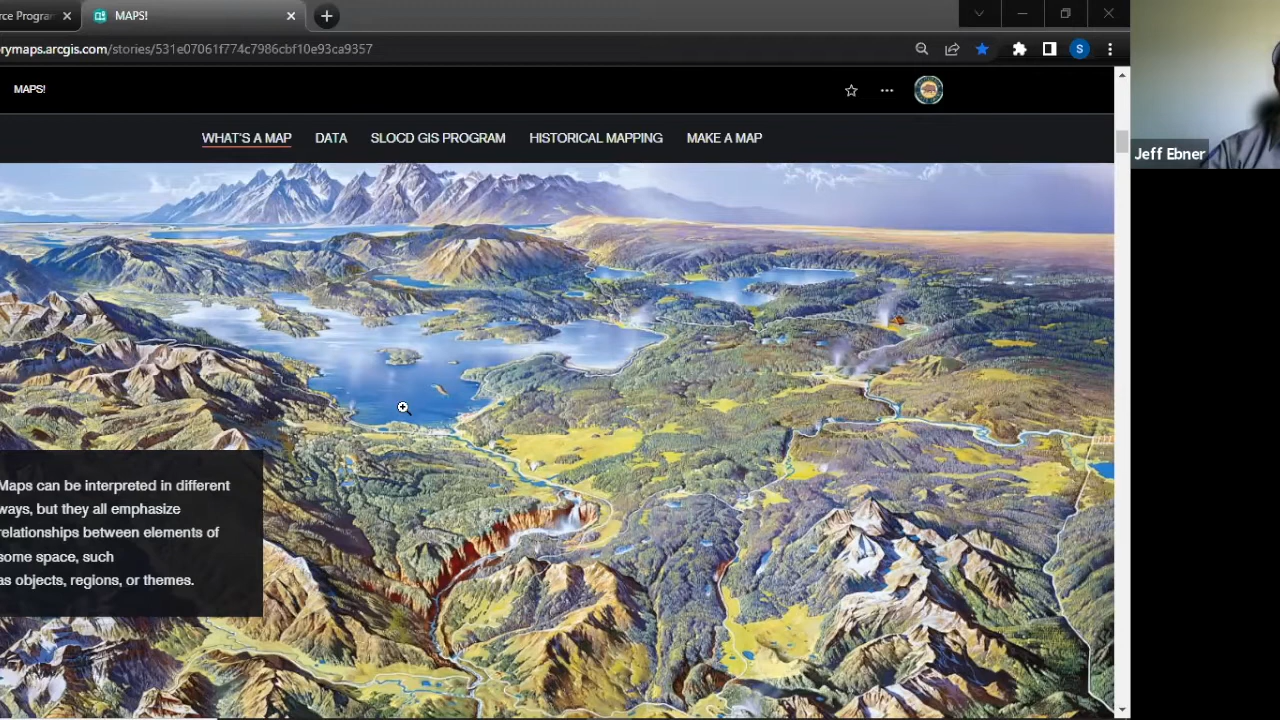 rce Progra
MAPS!
rymaps.arcgis.com/stories/531e07061f774c7986cbf10e93ca9357
S
MAPS!
WHAT'S A MAP
DATA
SLOCD GIS PROGRAM
HISTORICAL MAPPING
MAKE A MAP
Jeff Ebner
Maps can be interpreted in different
ways, but they all emphasize
relationships between elements of
some space, such
as objects, regions, or themes.